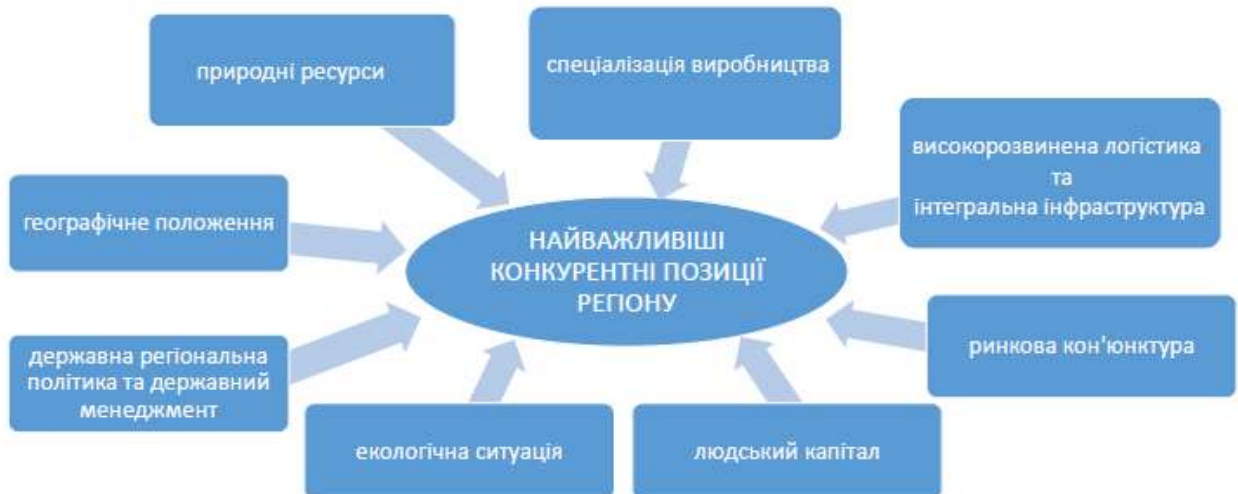 природні ресурси
спеціалізація виробництва
високорозвинена логістика
та
інтегральна інфраструктура
географічне положення
НАЙВАЖЛИВІШІ
КОНКУРЕНТНІ ПОЗИЦІЇ
РЕГІОНУ
ринкова кон'юнктура
державна регіональна
політика та державний
менеджмент
екологічна ситуація
людський капітал